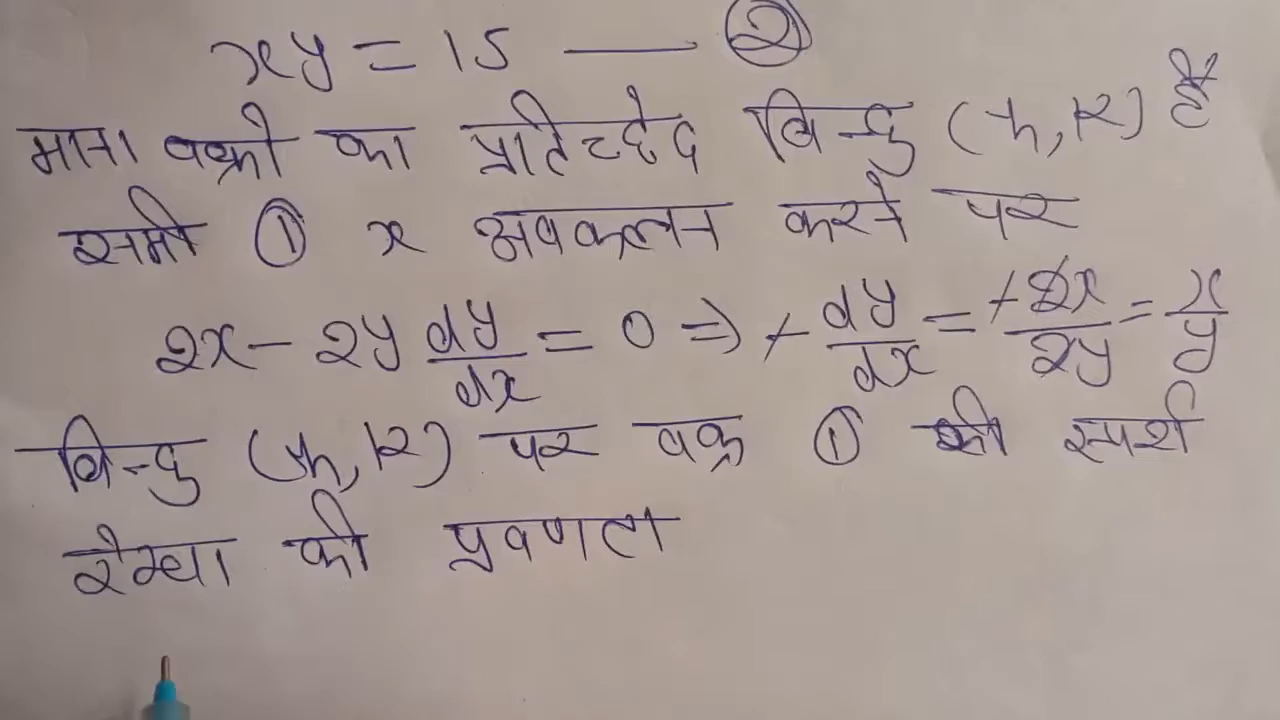 xy = 15 —— ②
माना वक्रो का प्रतिच्छेद बिन्दु (h, k) है
समी ① x अवकलन करने पर
2x - 2y dy/dx = 0 ⇒ - dy/dx = -2x/2y = x/y
बिन्दु (h, k) पर वक्र ① की स्पर्श
रेखा की प्रवणता